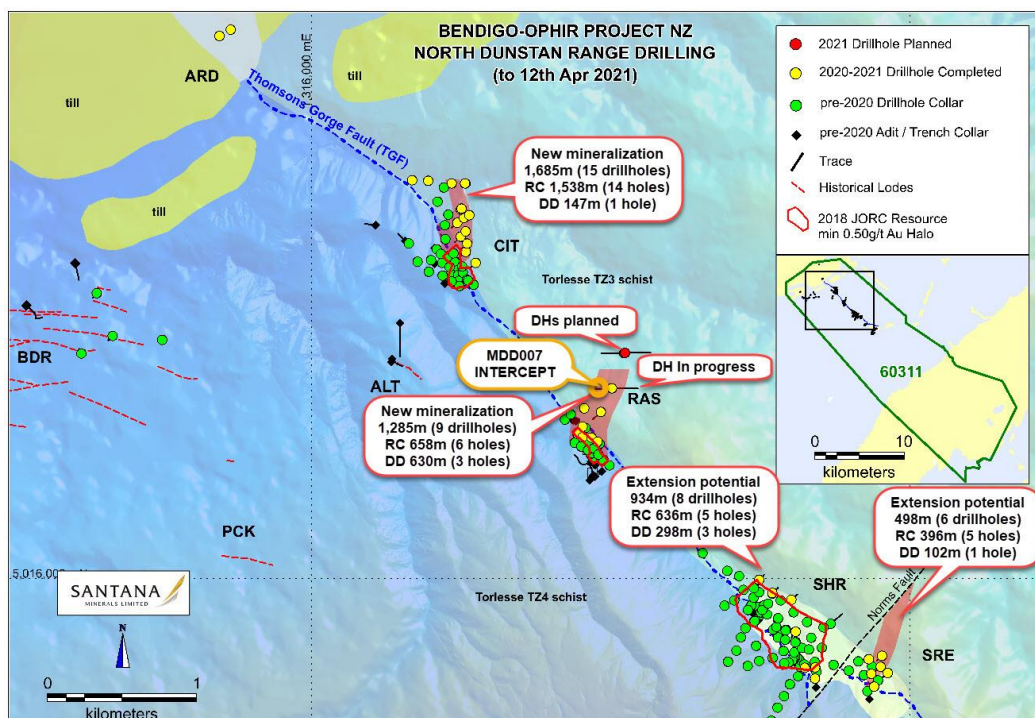 BENDIGO-OPHIR PROJECT NZ
NORTH DUNSTAN RANGE DRILLING
(to 12th Apr 2021)
2021 Drillhole Planned
2020-2021 Drillhole Completed
pre-2020 Drillhole Collar
pre-2020 Adit / Trench Collar
Trace
Historical Lodes
2018 JORC Resource
min 0.50g/t Au Halo
60311
0
10
kilometers
ARD
till
till
till
1,316,000 mE
Thomsons Gorge Fault (TGF)
New mineralization
1,685m (15 drillholes)
RC 1,538m (14 holes)
DD 147m (1 hole)
CIT
Torlesse TZ3 schist
DHs planned
MDD007
INTERCEPT
DH In progress
BDR
ALT
RAS
New mineralization
1,285m (9 drillholes)
RC 658m (6 holes)
DD 630m (3 holes)
Extension potential
934m (8 drillholes)
RC 636m (5 holes)
DD 298m (3 holes)
Extension potential
498m (6 drillholes)
RC 396m (5 holes)
DD 102m (1 hole)
PCK
5,016,000
SANTANA
MINERALS LIMITED
Torlesse TZ4 schist
SHR
Norms Fault
SRE
N
0
1
kilometers